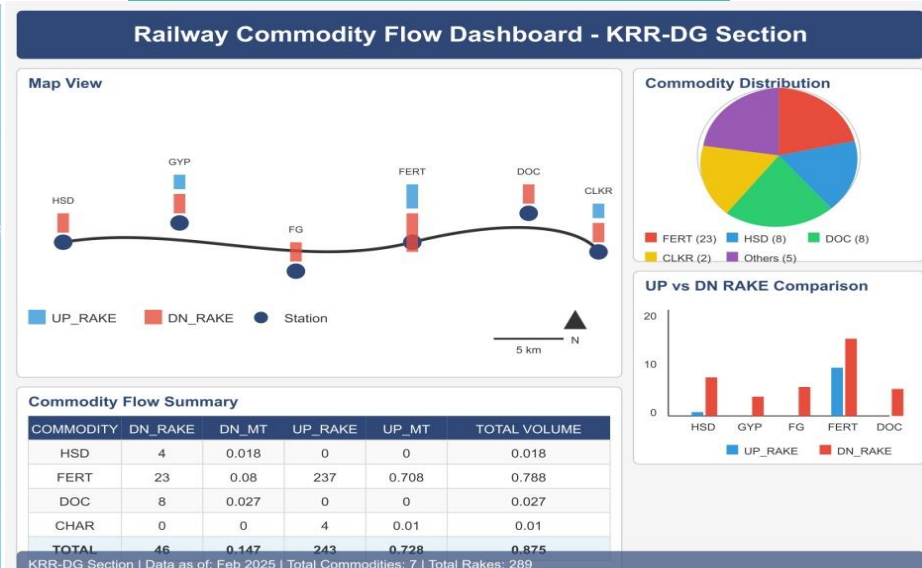 Railway Commodity Flow Dashboard - KRR-DG Section
Map View
GYP
HSD
FG
FERT
DOC
CLKR
UP_RAKE DN_RAKE Station
N
5 km
Commodity Distribution
FERT (23) HSD (8) DOC (8)
CLKR (2) Others (5)
UP vs DN RAKE Comparison
20
10
0
HSD GYP FG FERT DOC
UP_RAKE DN_RAKE
Commodity Flow Summary
COMMODITY DN_RAKE DN_MT UP_RAKE UP_MT TOTAL VOLUME
HSD 4 0.018 0 0 0.018
FERT 23 0.08 237 0.708 0.788
DOC 8 0.027 0 0 0.027
CHAR 0 0 4 0.01 0.01
TOTAL 46 0.147 243 0.728 0.875
KRR-DG Section | Data as of: Feb 2025 | Total Commodities: 7 | Total Rakes: 289